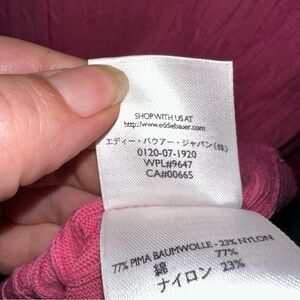 SHOP WITH US AT
http://www.eddiebauer.com
エディー・バウアー・ジャパン(株)
0120-07-1920
WPL#9647
CA#00665
77% PIMA BAUMWOLLE - 23% NYLON
綿 77%
ナイロン 23%